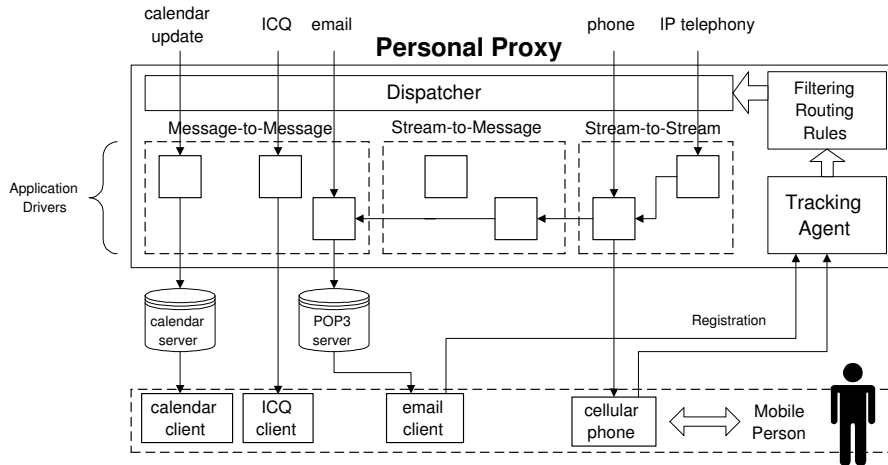 calendar
update
ICQ
email
phone
IP telephony
Personal Proxy
Dispatcher
Filtering
Routing
Rules
Message-to-Message
Stream-to-Message
Stream-to-Stream
Application
Drivers
Tracking
Agent
calendar
server
POP3
server
Registration
calendar
client
ICQ
client
email
client
cellular
phone
Mobile
Person